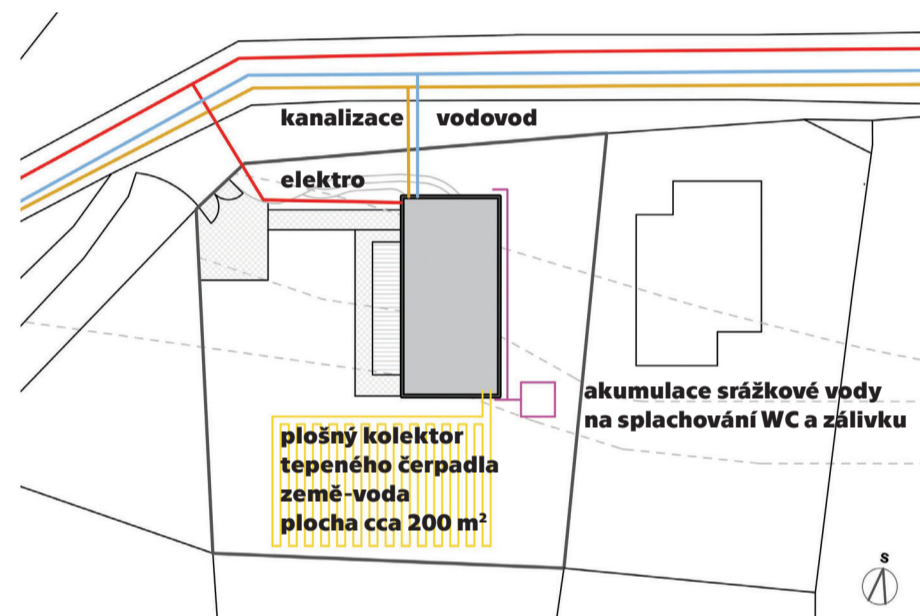 kanalizace vodovod
elektro
akumulace srážkové vody
na splachování WC a zálivku
plošný kolektor
tepeného čerpadla
země-voda
plocha cca 200 m²
S